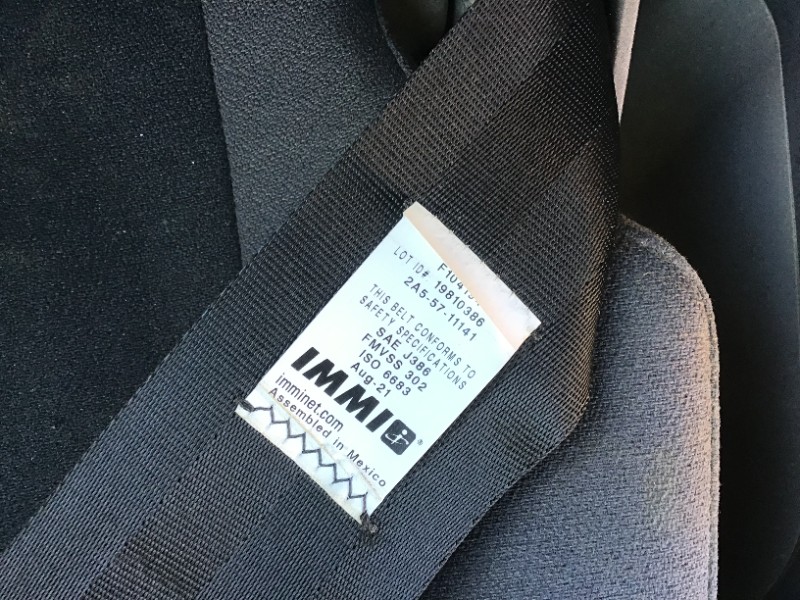 LOT ID# 19810386
2A5-57-11141
THIS BELT CONFORMS TO
SAFETY SPECIFICATIONS
SAE J386
FMVSS 302
ISO 6683
Aug-21
IMMI®
imminet.com
Assembled in Mexico